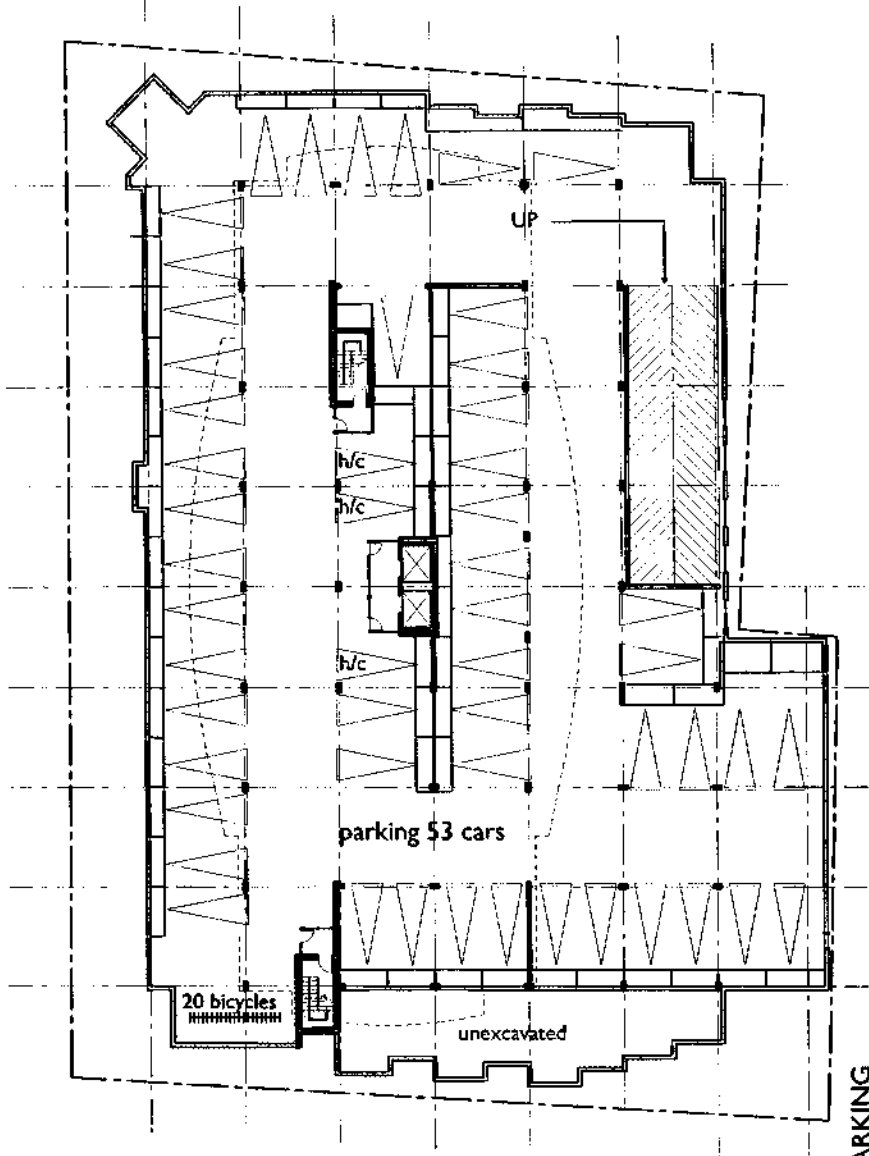 UP
h/c
h/c
h/c
parking 53 cars
20 bicycles
unexcavated
ARKING